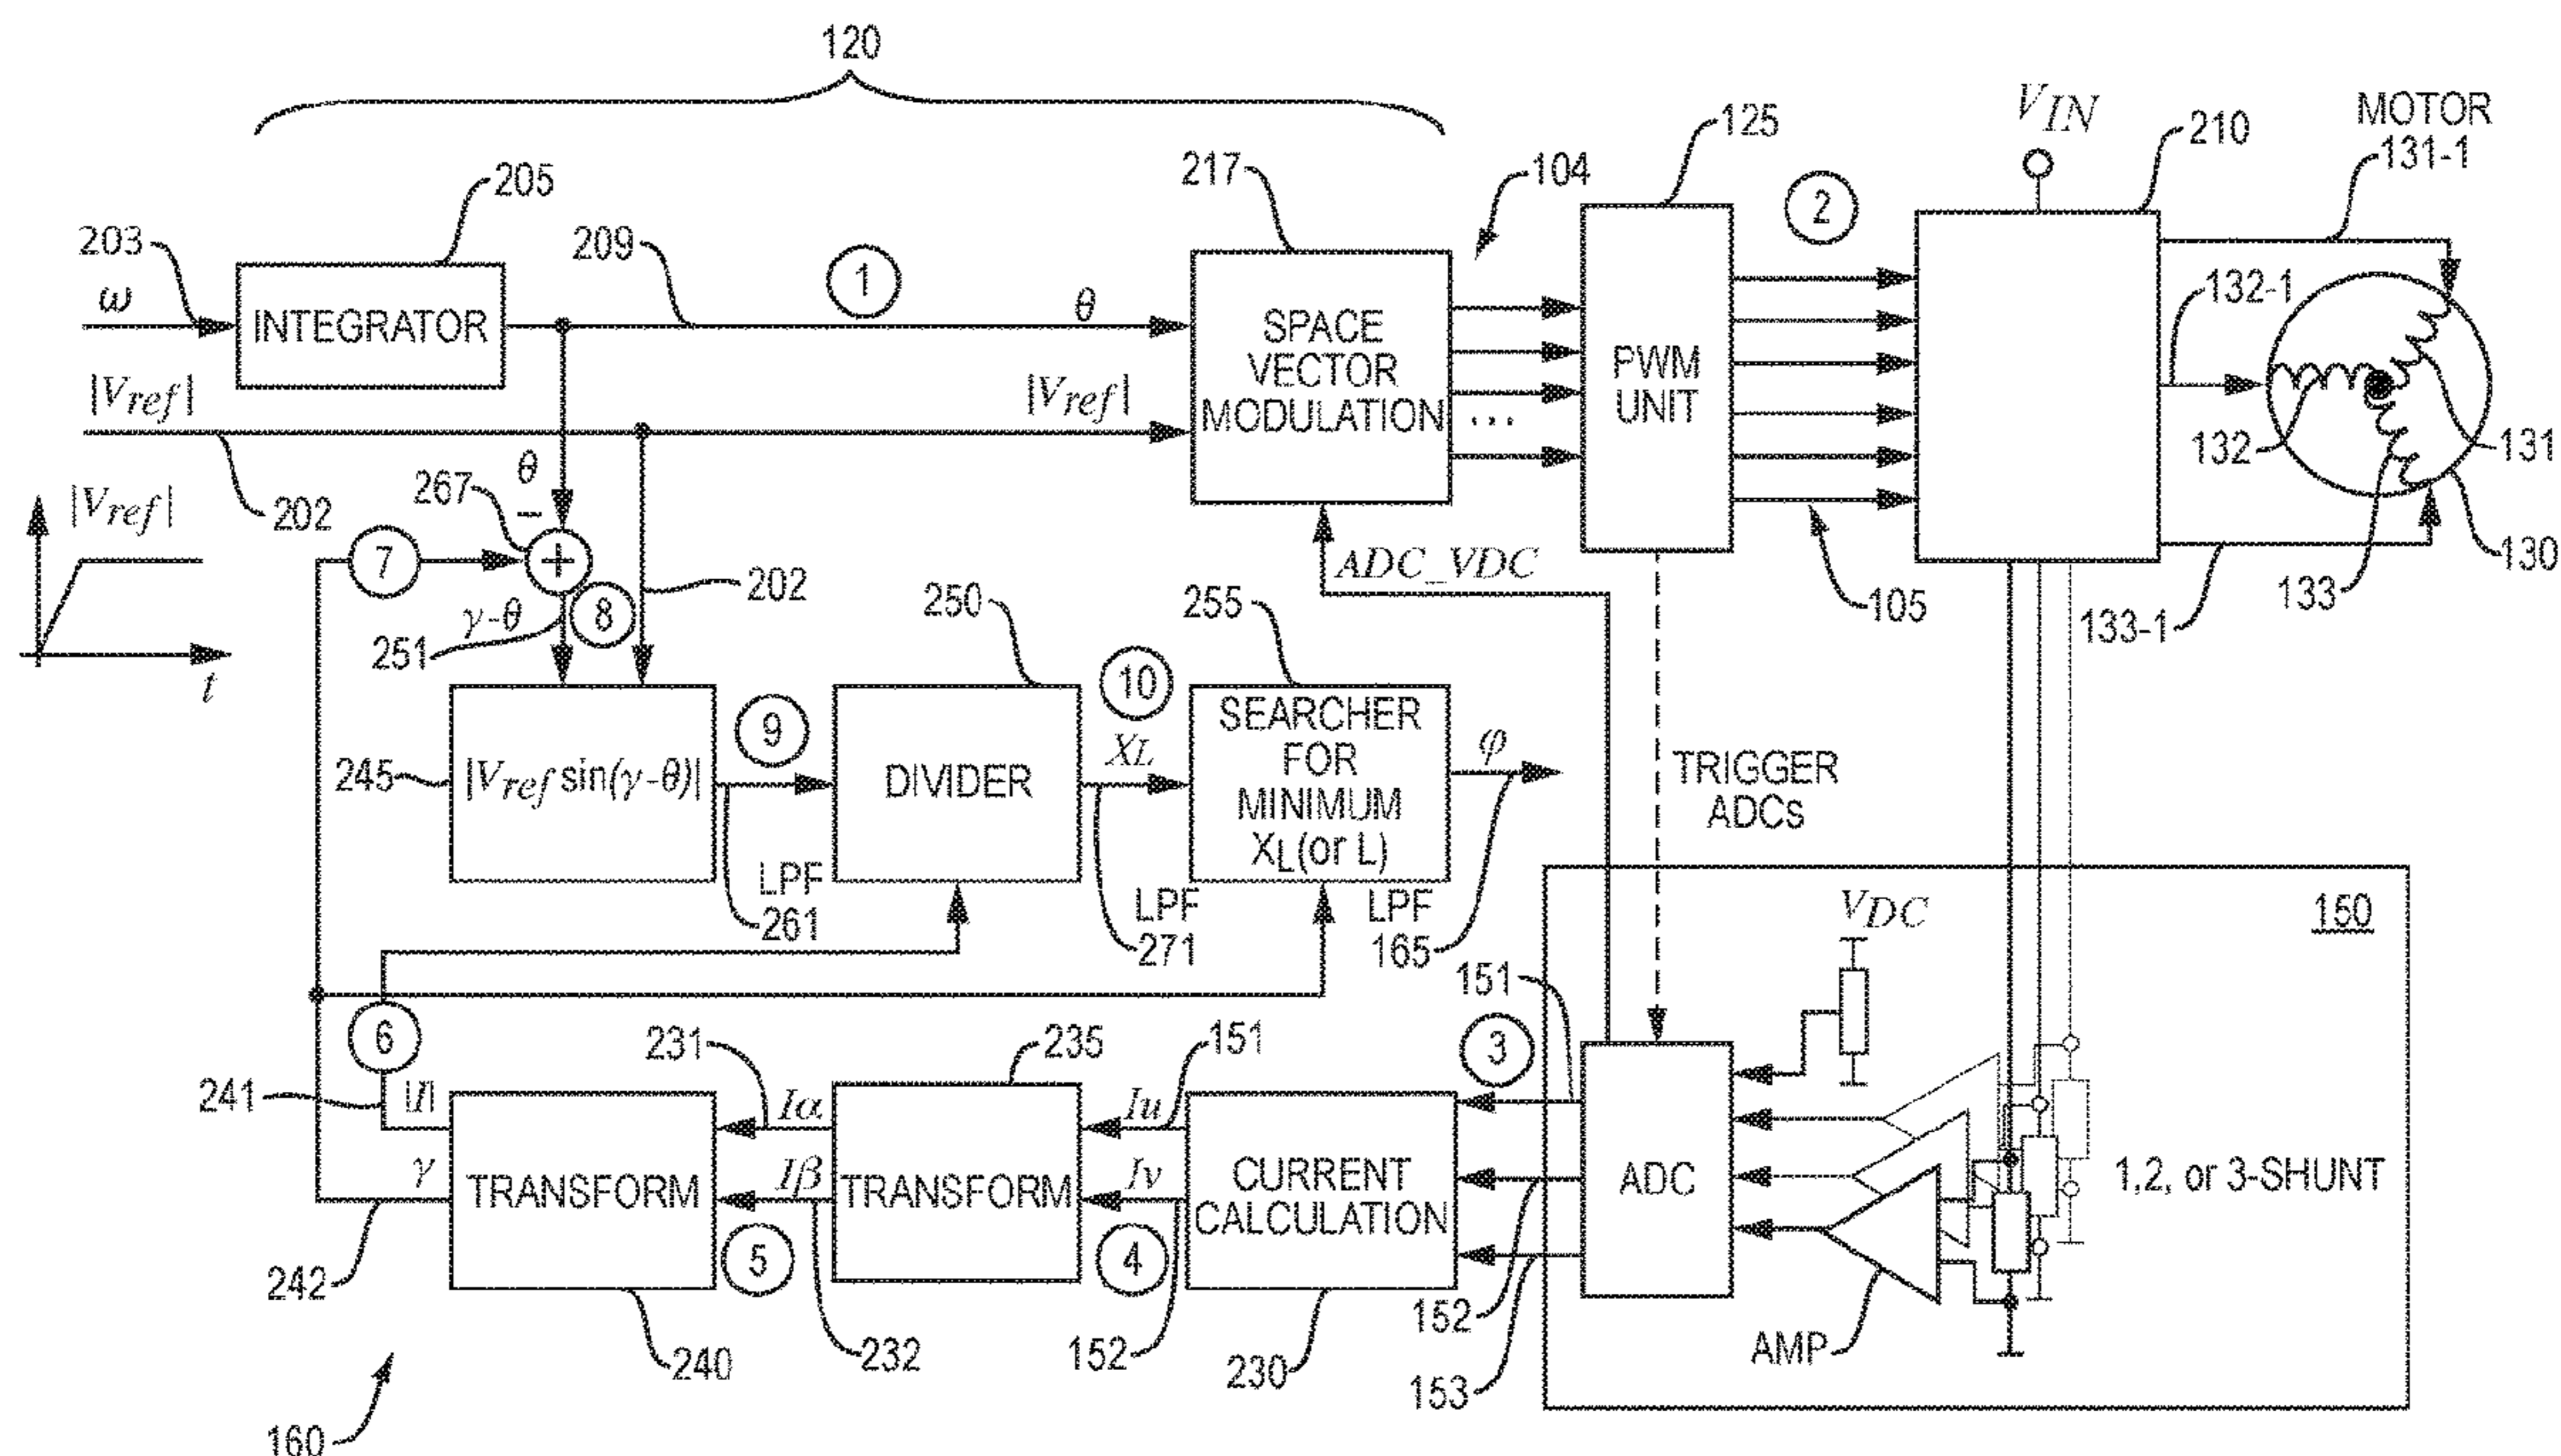 120
V_IN
MOTOR
131-1
210
125
217
104
205
203
ω
INTEGRATOR
209
1
θ
SPACE
VECTOR
MODULATION
...
PWM
UNIT
2
132-1
132
131
133
130
133-1
105
|Vref|
|Vref|
202
|Vref|
t
267
θ
-
7
+
8
γ-θ
251
202
ADC_VDC
250
255
10
9
XL
245
|Vref sin(γ-θ)|
DIVIDER
SEARCHER
FOR
MINIMUM
XL(or L)
φ
TRIGGER
ADCs
LPF
261
LPF
271
LPF
165
VDC
150
151
6
241
|I|
231
235
151
3
Iα
Iu
γ
TRANSFORM
Iβ
TRANSFORM
Iv
CURRENT
CALCULATION
ADC
1,2, or 3-SHUNT
242
5
4
240
232
152
230
152
153
AMP
160